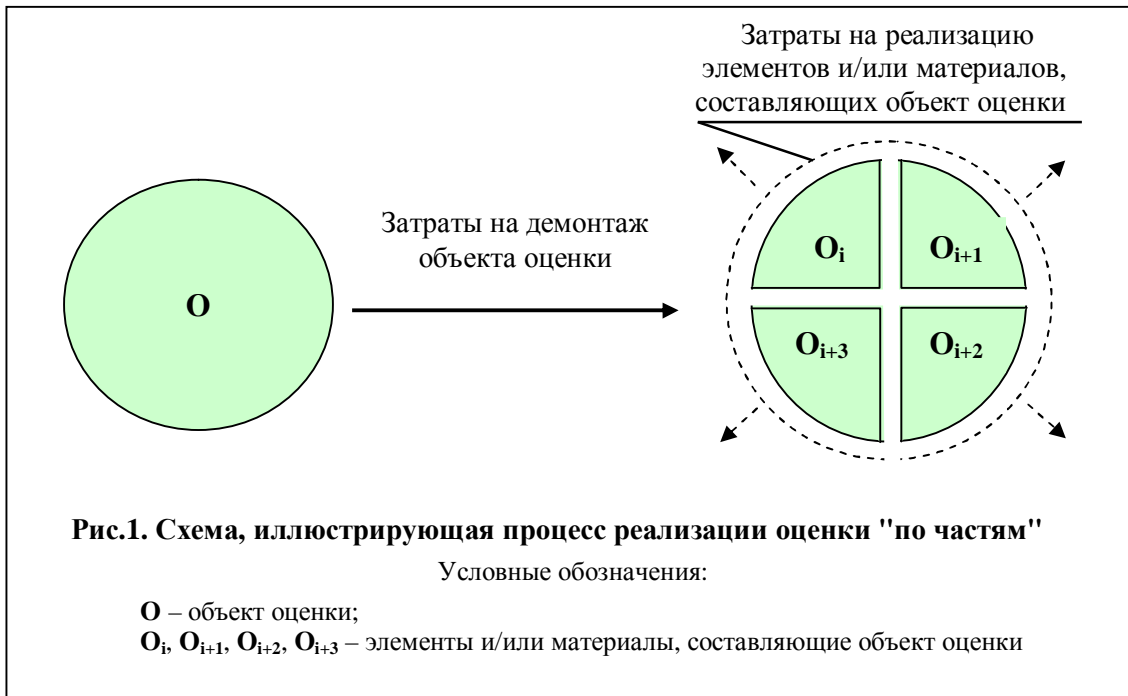 Затраты на реализацию
элементов и/или материалов,
составляющих объект оценки
Затраты на демонтаж
объекта оценки
O
Oi
Oi+1
Oi+3
Oi+2
Рис.1. Схема, иллюстрирующая процесс реализации оценки "по частям"
Условные обозначения:
O – объект оценки;
Oi, Oi+1, Oi+2, Oi+3 – элементы и/или материалы, составляющие объект оценки